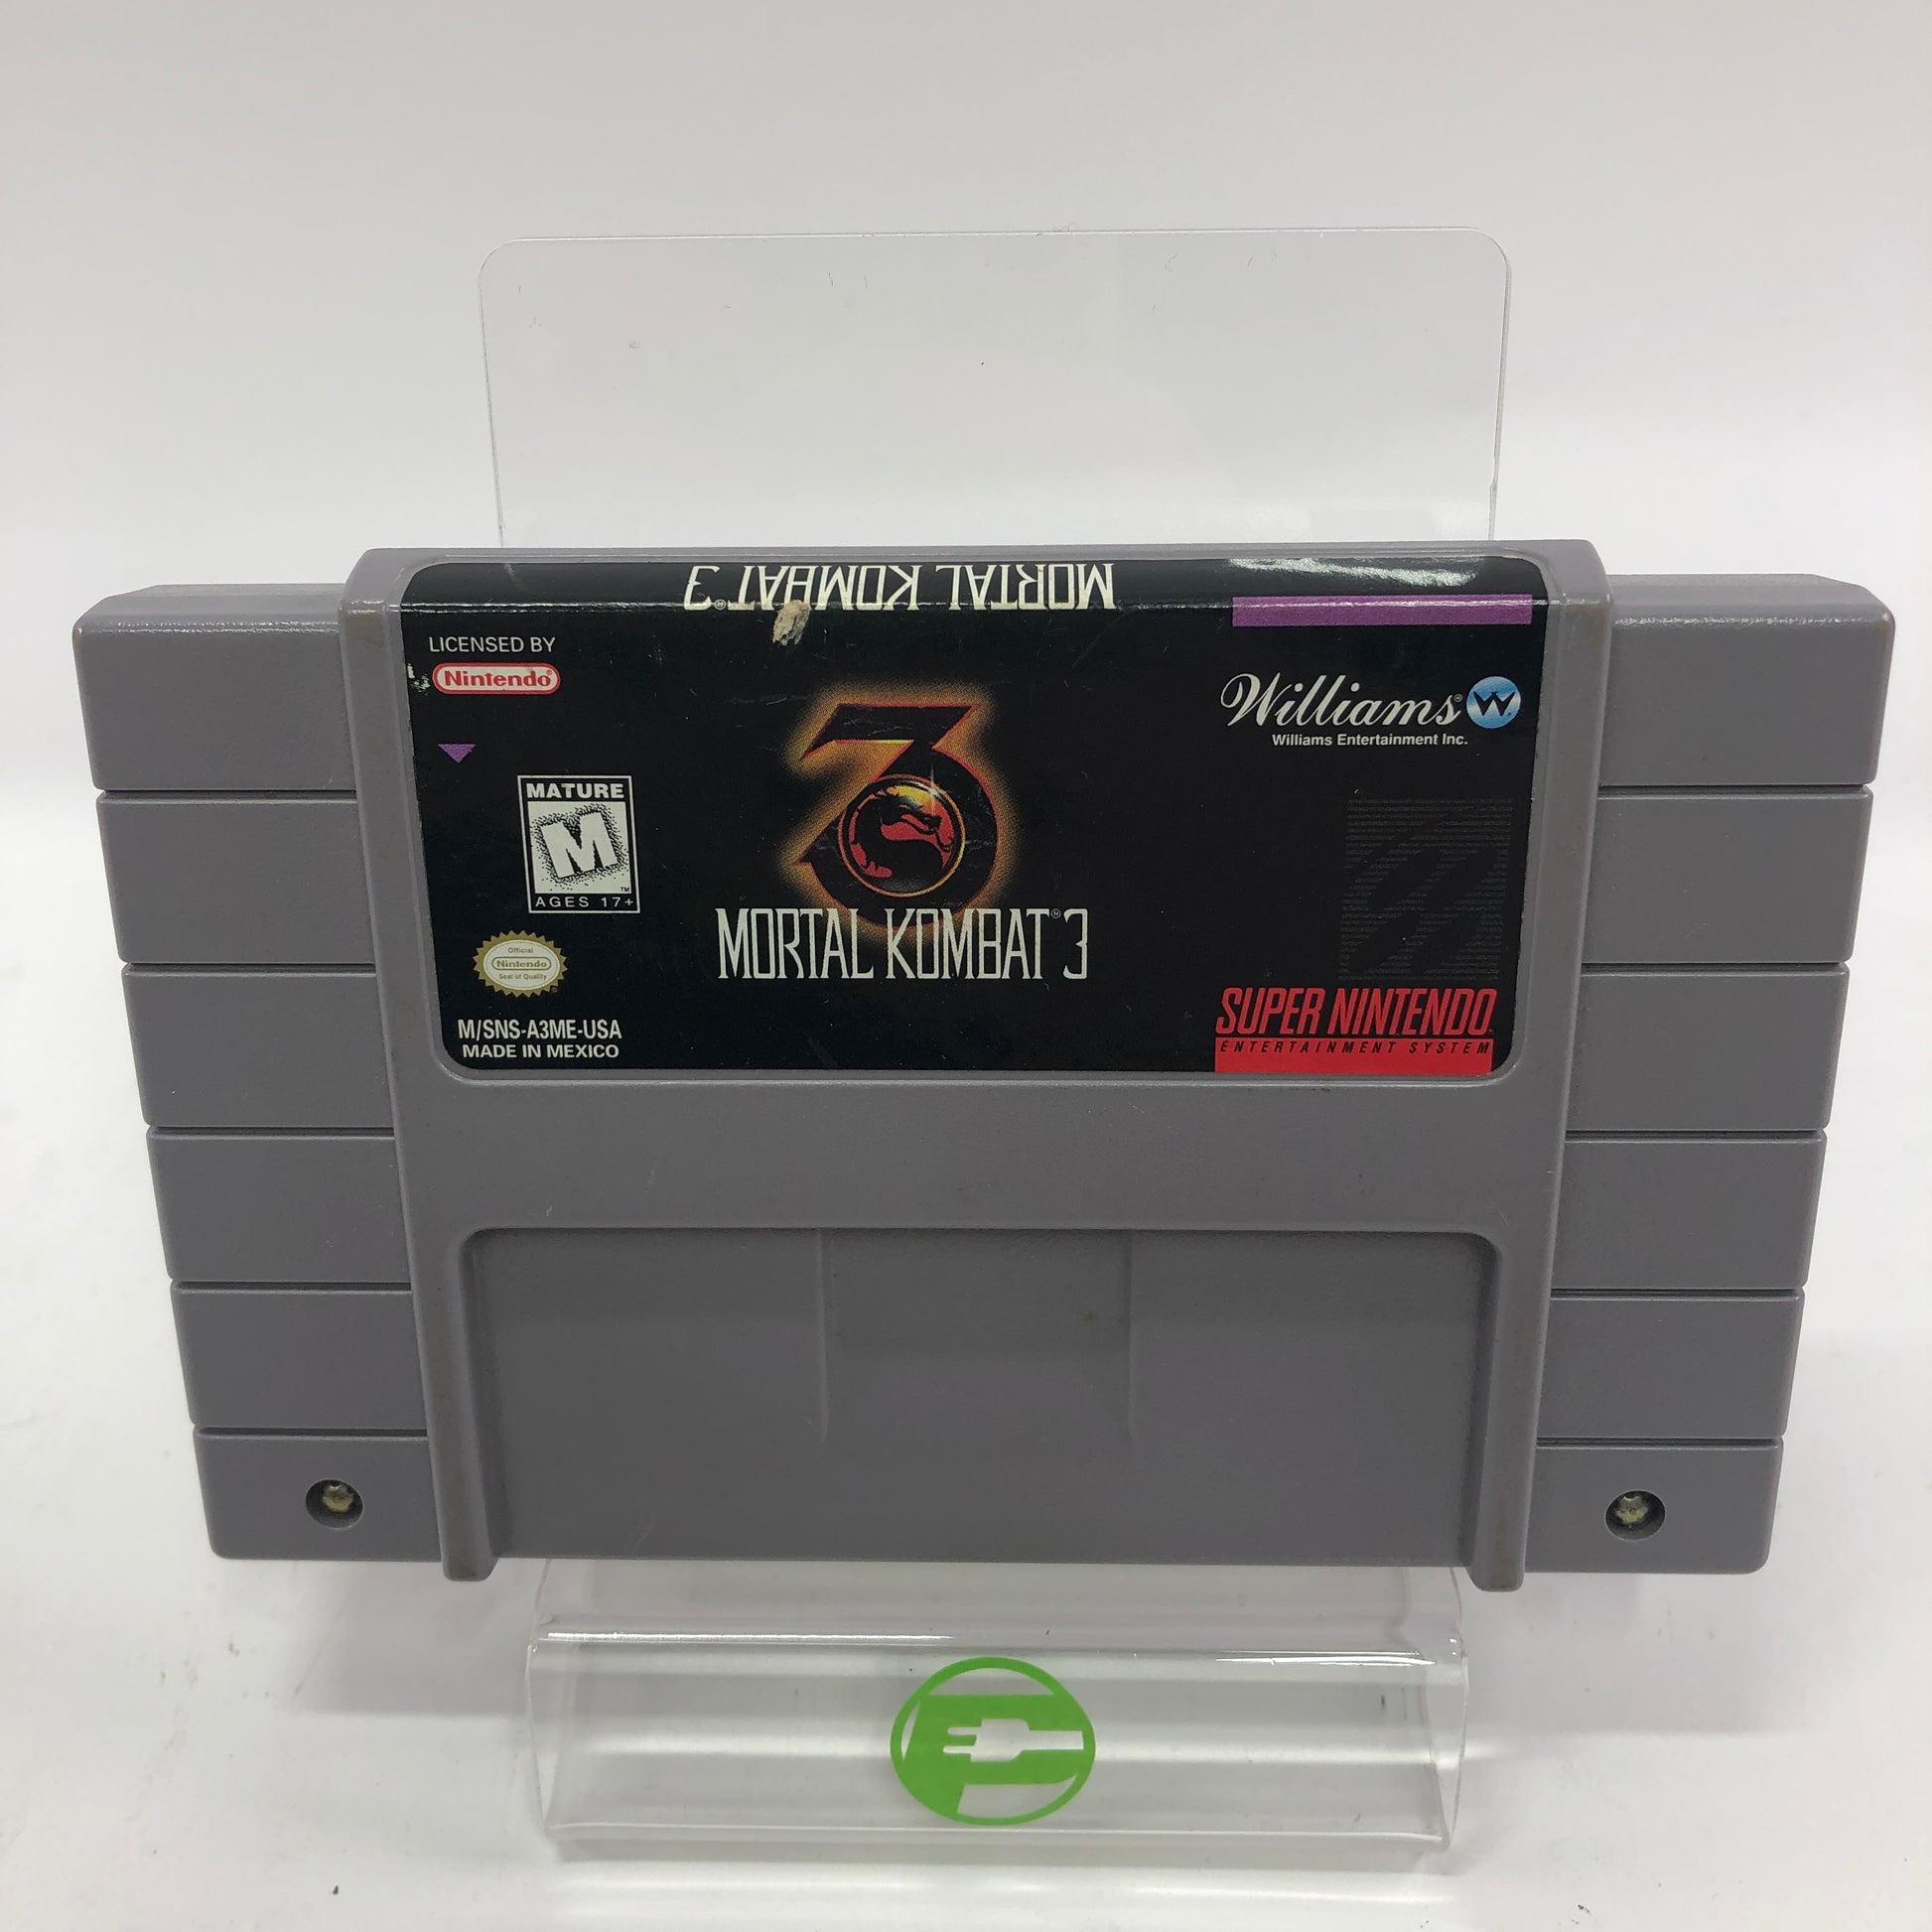 MORTAL KOMBAT® 3
LICENSED BY
Nintendo®
Williams®
Williams Entertainment Inc.
MATURE
M
™
AGES 17+
3
MORTAL KOMBAT® 3
Official
Nintendo
Seal of Quality
M/SNS-A3ME-USA
MADE IN MEXICO
SUPER NINTENDO
ENTERTAINMENT SYSTEM